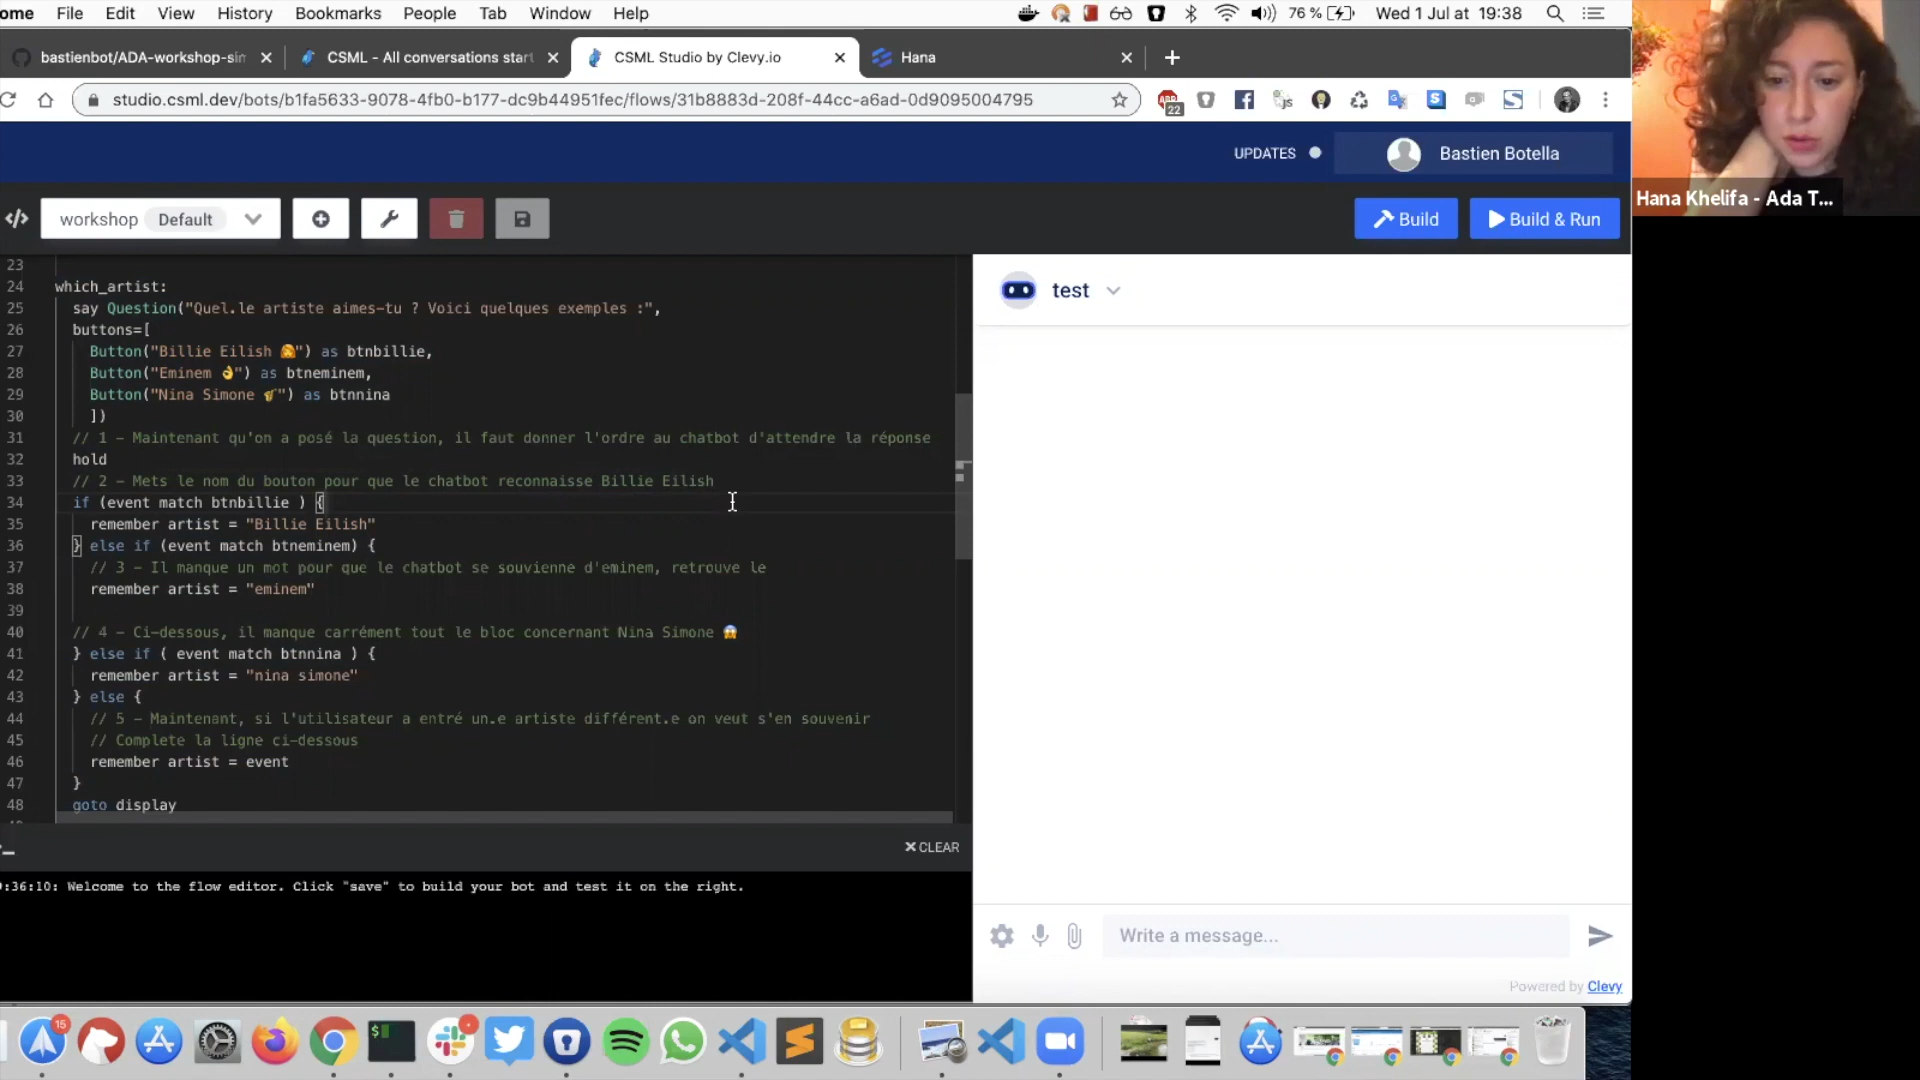 ome File Edit View History Bookmarks People Tab Window Help 76 % Wed 1 Jul at 19:38
bastienbot/ADA-workshop-sim CSML - All conversations start CSML Studio by Clevy.io Hana
studio.csml.dev/bots/b1fa5633-9078-4fb0-b177-dc9b44951fec/flows/31b8883d-208f-44cc-a6ad-0d9095004795
22
Hana Khelifa - Ada T...
UPDATES Bastien Botella
workshop Default Build Build & Run
test
23
24 which_artist:
25 say Question("Quel.le artiste aimes-tu ? Voici quelques exemples :",
26 buttons=[
27 Button("Billie Eilish 🙆") as btnbillie,
28 Button("Eminem 👌") as btneminem,
29 Button("Nina Simone 🎷") as btnnina
30 ])
31 // 1 - Maintenant qu'on a posé la question, il faut donner l'ordre au chatbot d'attendre la réponse
32 hold
33 // 2 - Mets le nom du bouton pour que le chatbot reconnaisse Billie Eilish
34 if (event match btnbillie ) {
35 remember artist = "Billie Eilish"
36 } else if (event match btneminem) {
37 // 3 - Il manque un mot pour que le chatbot se souvienne d'eminem, retrouve le
38 remember artist = "eminem"
39
40 // 4 - Ci-dessous, il manque carrément tout le bloc concernant Nina Simone 😱
41 } else if ( event match btnnina ) {
42 remember artist = "nina simone"
43 } else {
44 // 5 - Maintenant, si l'utilisateur a entré un.e artiste différent.e on veut s'en souvenir
45 // Complete la ligne ci-dessous
46 remember artist = event
47 }
48 goto display
CLEAR
:36:10: Welcome to the flow editor. Click "save" to build your bot and test it on the right.
Write a message...
Powered by Clevy
15